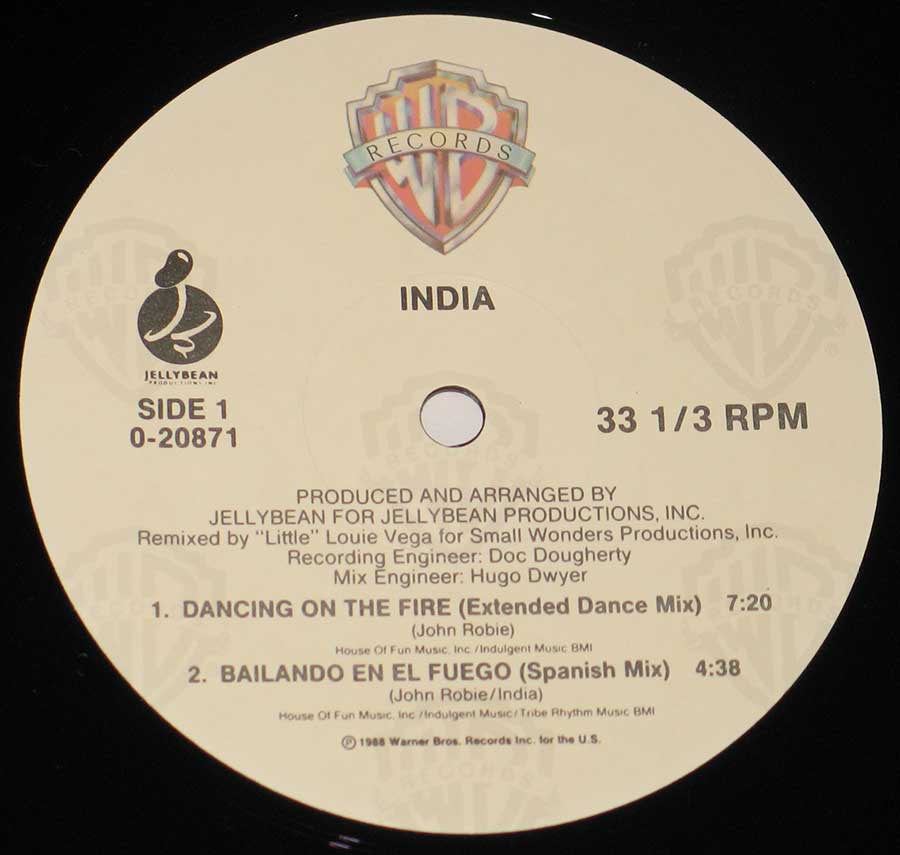 WB
RECORDS
INDIA
JELLYBEAN
PRODUCTIONS, INC.
SIDE 1
0-20871
33 1/3 RPM
PRODUCED AND ARRANGED BY
JELLYBEAN FOR JELLYBEAN PRODUCTIONS, INC.
Remixed by "Little" Louie Vega for Small Wonders Productions, Inc.
Recording Engineer: Doc Dougherty
Mix Engineer: Hugo Dwyer
1. DANCING ON THE FIRE (Extended Dance Mix) 7:20
(John Robie)
House Of Fun Music, Inc./Indulgent Music BMI
2. BAILANDO EN EL FUEGO (Spanish Mix) 4:38
(John Robie/India)
House Of Fun Music, Inc./Indulgent Music/Tribe Rhythm Music BMI
℗ 1988 Warner Bros. Records Inc. for the U.S.